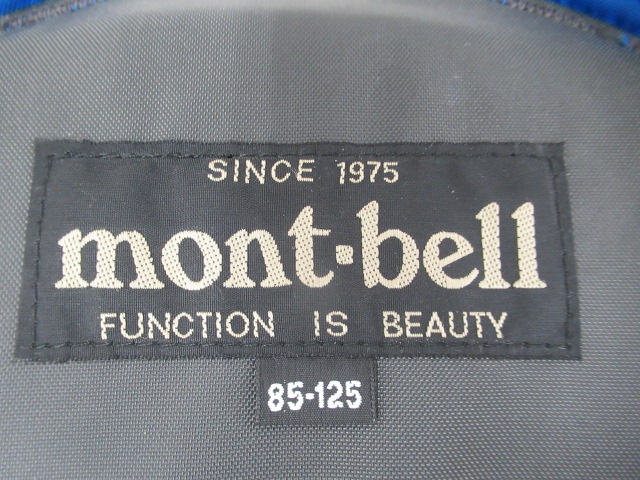 SINCE 1975
mont-bell
FUNCTION IS BEAUTY
85-125